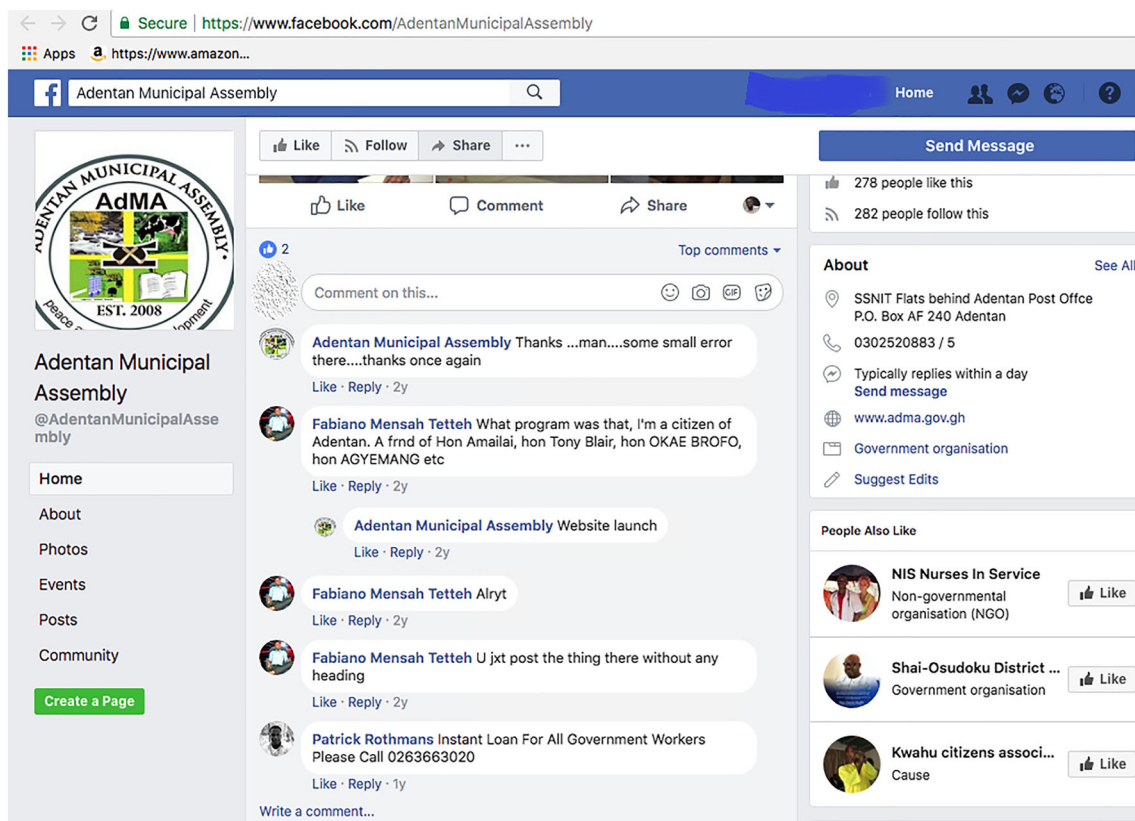 Secure | https://www.facebook.com/AdentanMunicipalAssembly
Apps https://www.amazon...
Adentan Municipal Assembly
Home
ADENTAN MUNICIPAL ASSEMBLY
AdMA
EST. 2008
Adentan Municipal
Assembly
@AdentanMunicipalAsse
mbly
Home
About
Photos
Events
Posts
Community
Create a Page
Like Follow Share ...
Like Comment Share
2 Top comments
Comment on this...
GIF
Adentan Municipal Assembly Thanks ...man....some small error
there....thanks once again
Like · Reply · 2y
Fabiano Mensah Tetteh What program was that, I'm a citizen of
Adentan. A frnd of Hon Amailai, hon Tony Blair, hon OKAE BROFO,
hon AGYEMANG etc
Like · Reply · 2y
Adentan Municipal Assembly Website launch
Like · Reply · 2y
Fabiano Mensah Tetteh Alryt
Like · Reply · 2y
Fabiano Mensah Tetteh U jxt post the thing there without any
heading
Like · Reply · 2y
Patrick Rothmans Instant Loan For All Government Workers
Please Call 0263663020
Like · Reply · 1y
Write a comment...
Send Message
278 people like this
282 people follow this
About See All
SSNIT Flats behind Adentan Post Offce
P.O. Box AF 240 Adentan
0302520883 / 5
Typically replies within a day
Send message
www.adma.gov.gh
Government organisation
Suggest Edits
People Also Like
NIS Nurses In Service
Non-governmental
organisation (NGO)
Like
Shai-Osudoku District ...
Government organisation
Like
Kwahu citizens associ...
Cause
Like